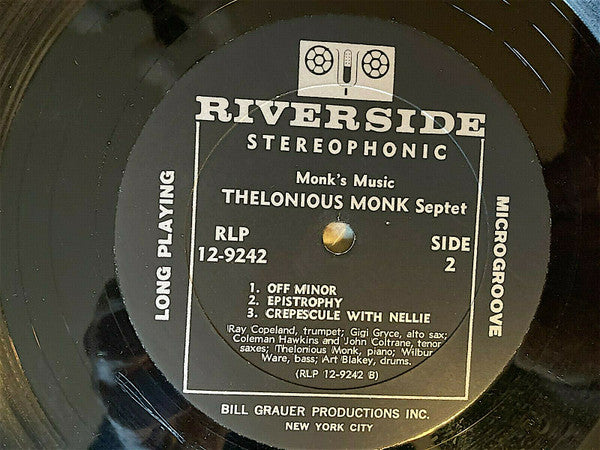 RIVERSIDE
STEREOPHONIC
Monk's Music
THELONIOUS MONK Septet
LONG PLAYING
RLP
12-9242
SIDE
2
MICROGROOVE
1. OFF MINOR
2. EPISTROPHY
3. CREPESCULE WITH NELLIE
Ray Copeland, trumpet; Gigi Gryce, alto sax;
Coleman Hawkins and John Coltrane, tenor
saxes; Thelonious Monk, piano; Wilbur
Ware, bass; Art Blakey, drums.
(RLP 12-9242 B)
BILL GRAUER PRODUCTIONS INC.
NEW YORK CITY